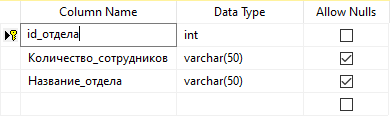 Column Name Data Type Allow Nulls
id_отдела int
Количество_сотрудников varchar(50)
Название_отдела varchar(50)